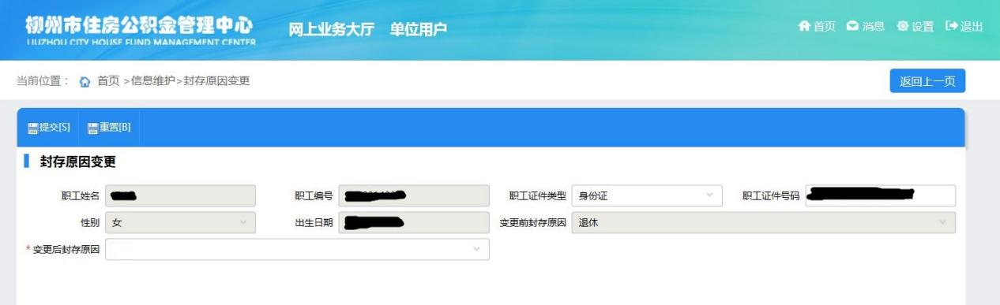 柳州市住房公积金管理中心
LIUZHOU CITY HOUSE FUND MANAGEMENT CENTER
网上业务大厅 单位用户
首页 消息 设置 退出
当前位置： 首页 >信息维护>封存原因变更
返回上一页
提交[S] 重置[B]
封存原因变更
职工姓名 职工编号 职工证件类型 身份证 职工证件号码
性别 女 出生日期 变更前封存原因 退休
* 变更后封存原因